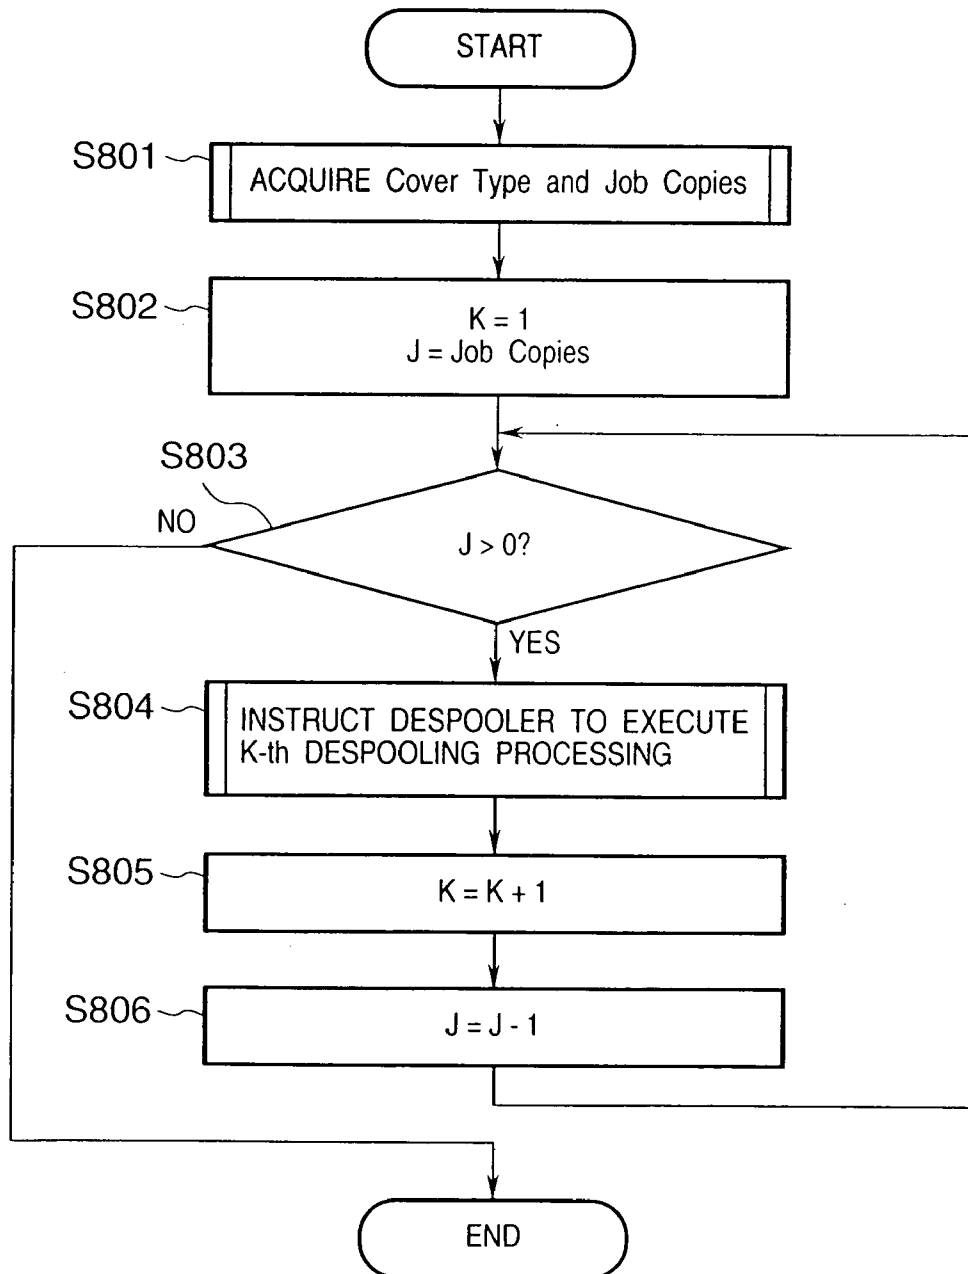 START
S801
ACQUIRE Cover Type and Job Copies
S802
K = 1
J = Job Copies
S803
NO
J > 0?
YES
S804
INSTRUCT DESPOOLER TO EXECUTE
K-th DESPOOLING PROCESSING
S805
K = K + 1
S806
J = J - 1
END